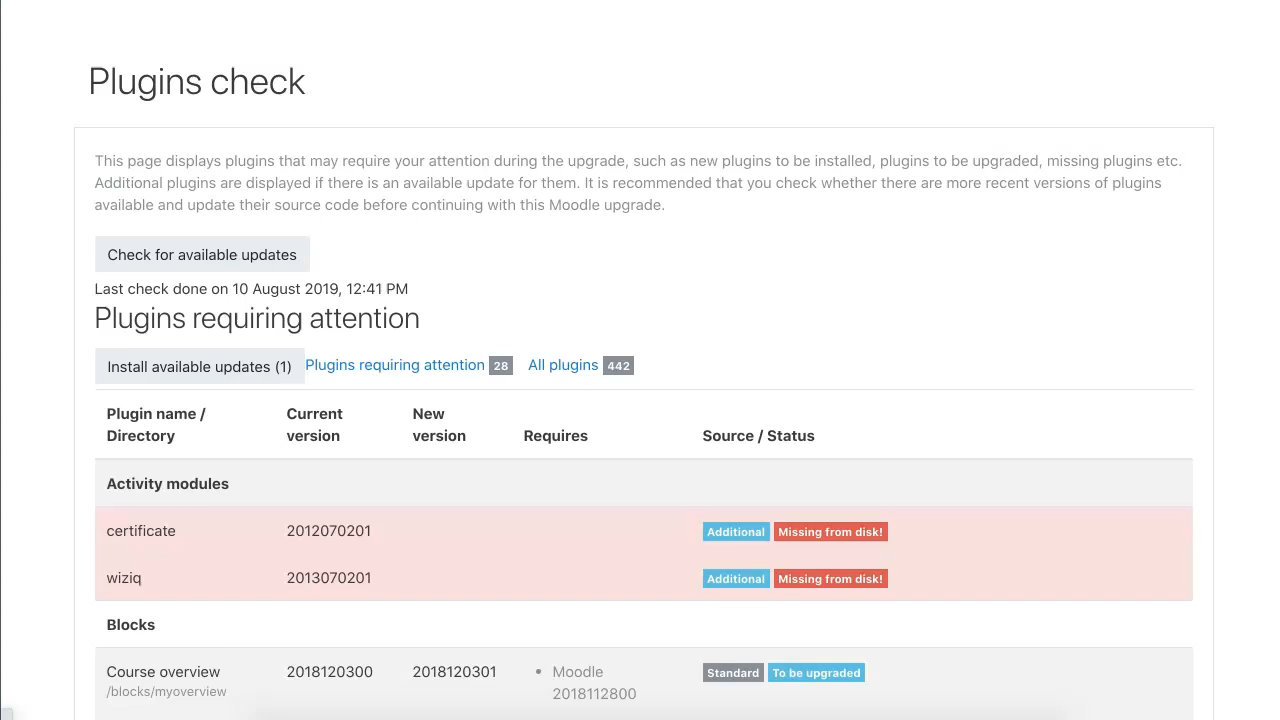 Plugins check
This page displays plugins that may require your attention during the upgrade, such as new plugins to be installed, plugins to be upgraded, missing plugins etc.
Additional plugins are displayed if there is an available update for them. It is recommended that you check whether there are more recent versions of plugins
available and update their source code before continuing with this Moodle upgrade.
Check for available updates
Last check done on 10 August 2019, 12:41 PM
Plugins requiring attention
Install available updates (1) Plugins requiring attention 28 All plugins 442
Plugin name / Current New
Directory version version Requires Source / Status
Activity modules
certificate 2012070201 Additional Missing from disk!
wiziq 2013070201 Additional Missing from disk!
Blocks
Course overview 2018120300 2018120301 • Moodle Standard To be upgraded
/blocks/myoverview 2018112800